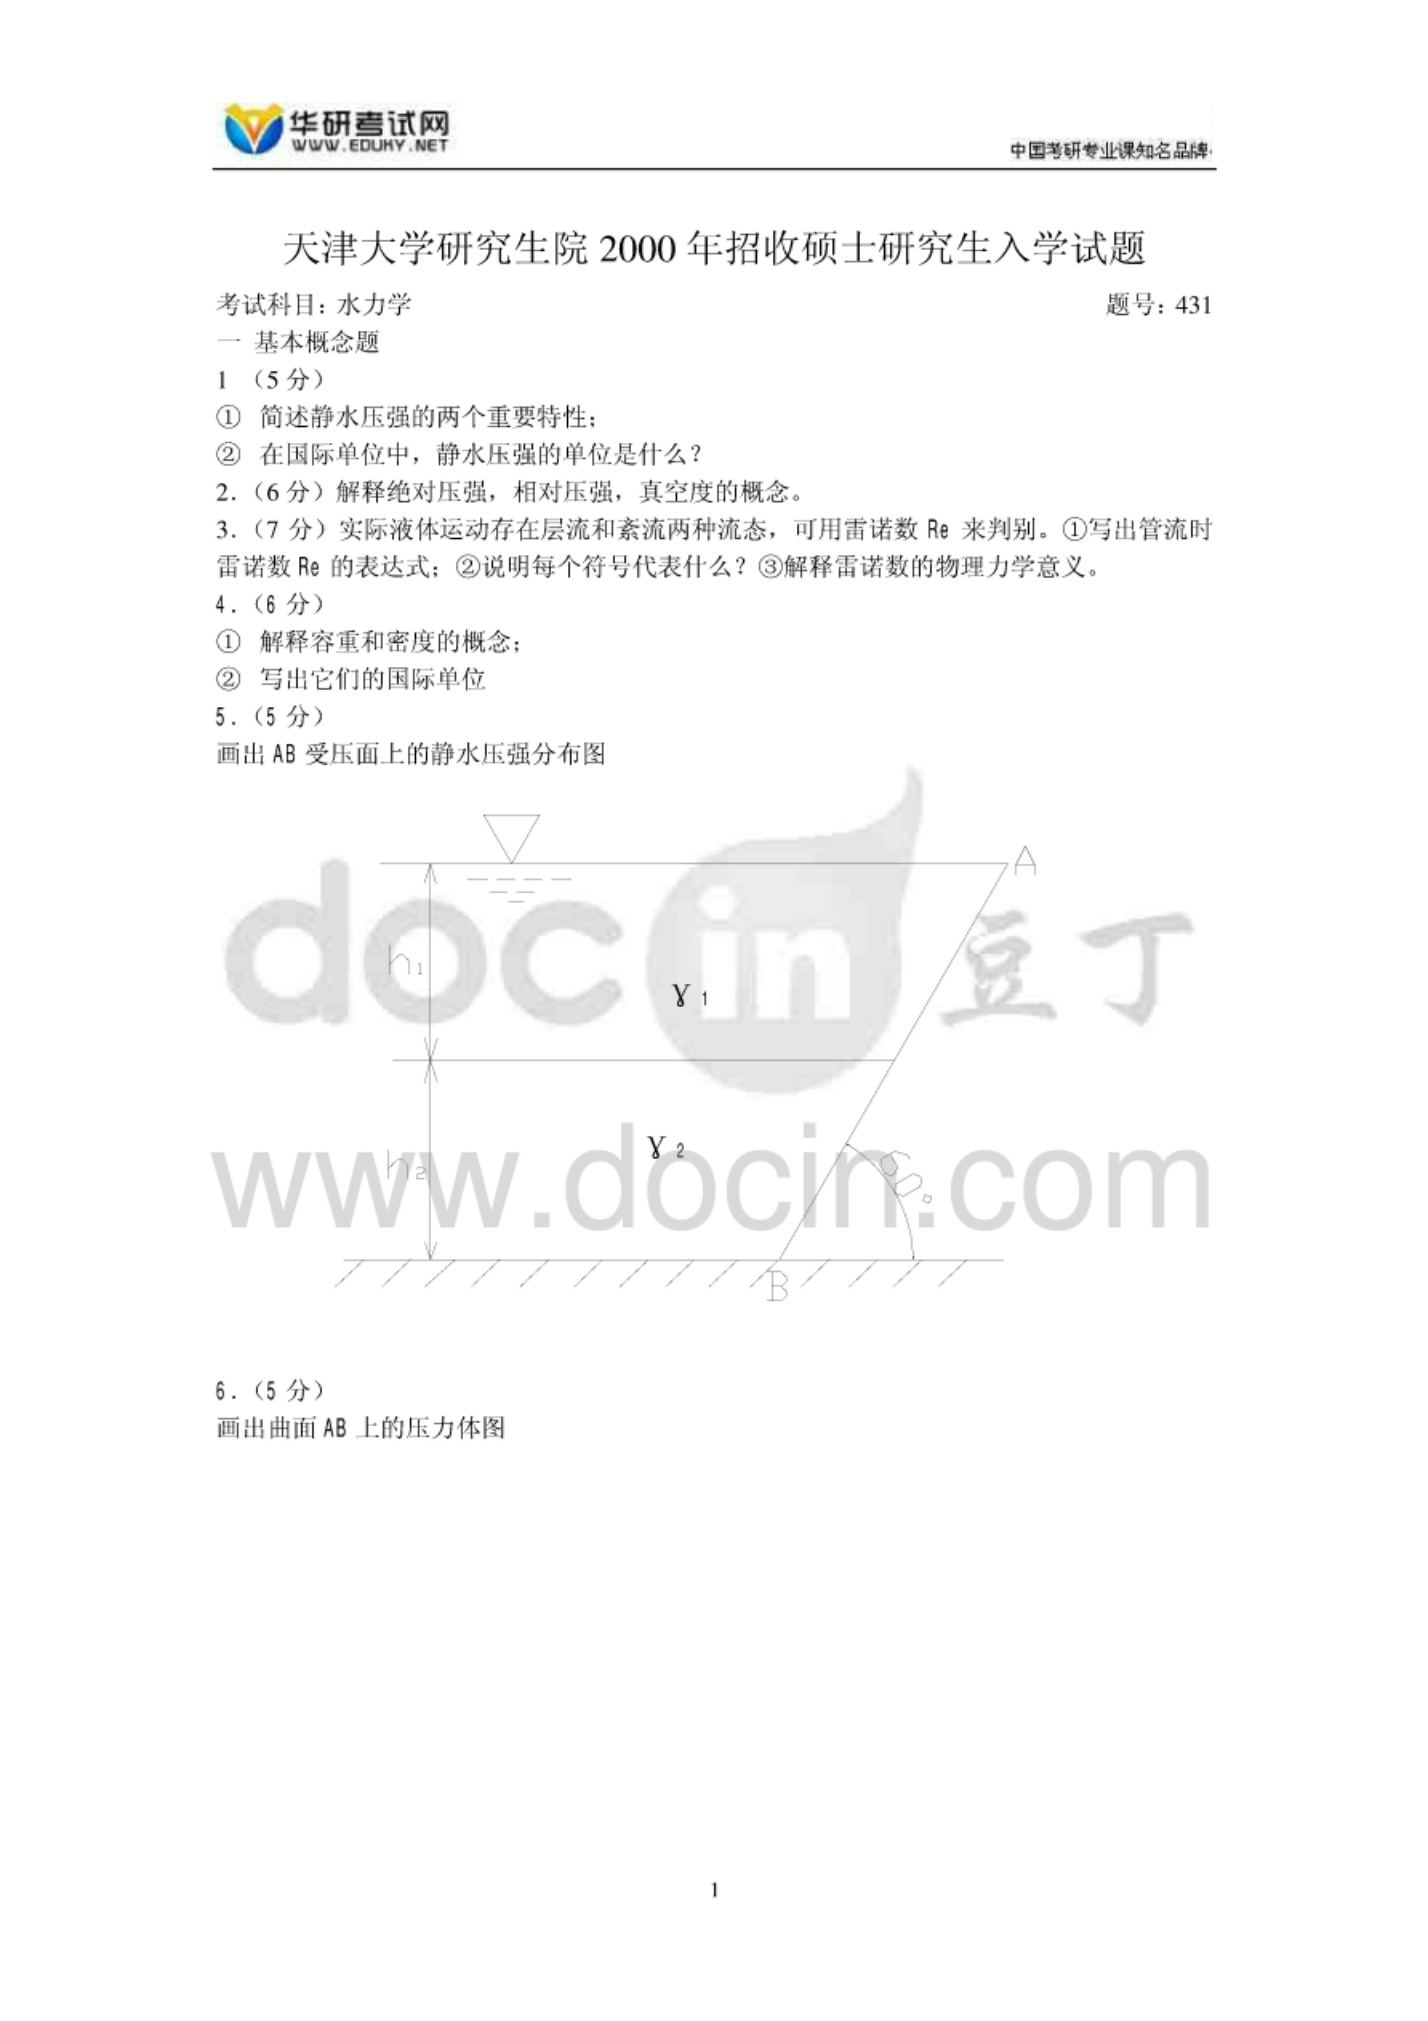 华研考试网
WWW.EDUHY.NET
中国考研专业课知名品牌
天津大学研究生院 2000 年招收硕士研究生入学试题
考试科目：水力学 题号：431
一 基本概念题
1 （5 分）
① 简述静水压强的两个重要特性；
② 在国际单位中，静水压强的单位是什么？
2．（6 分）解释绝对压强，相对压强，真空度的概念。
3．（7 分）实际液体运动存在层流和紊流两种流态，可用雷诺数 Re 来判别。①写出管流时
雷诺数 Re 的表达式；②说明每个符号代表什么？③解释雷诺数的物理力学意义。
4．（6 分）
① 解释容重和密度的概念；
② 写出它们的国际单位
5．（5 分）
画出 AB 受压面上的静水压强分布图
A
docin 豆丁
h1
γ 1
γ 2
h2
60°
www.docin.com
B
6．（5 分）
画出曲面 AB 上的压力体图
1